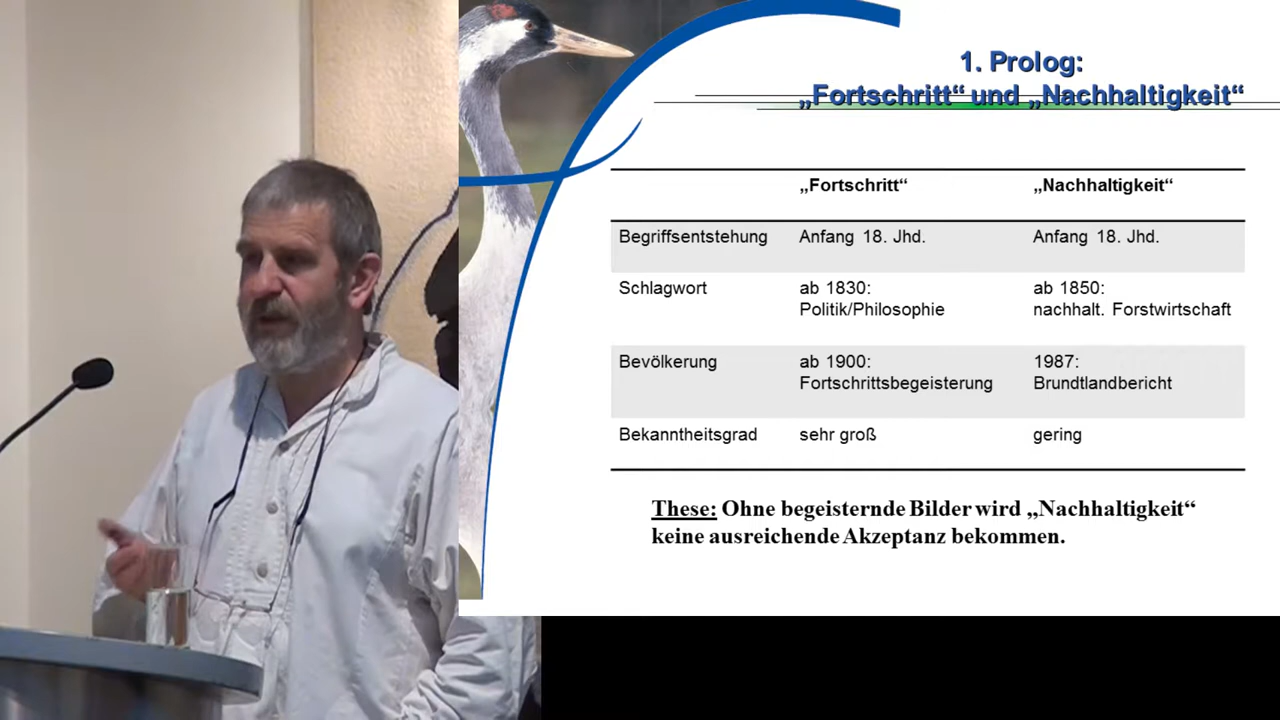 1. Prolog:
„Fortschritt“ und „Nachhaltigkeit“
„Fortschritt“ „Nachhaltigkeit“
Begriffsentstehung Anfang 18. Jhd. Anfang 18. Jhd.
Schlagwort ab 1830: ab 1850:
Politik/Philosophie nachhalt. Forstwirtschaft
Bevölkerung ab 1900: 1987:
Fortschrittsbegeisterung Brundtlandbericht
Bekanntheitsgrad sehr groß gering
These: Ohne begeisternde Bilder wird „Nachhaltigkeit“
keine ausreichende Akzeptanz bekommen.